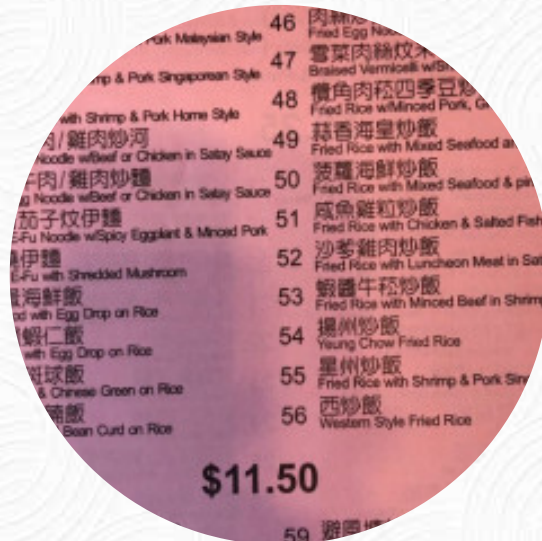 Pork Malaysian Style
& Pork Singaporean Style
with Shrimp & Pork Home Style
肉/雞肉炒河
Noodle w/Beef or Chicken in Satay Sauce
牛肉/雞肉炒麵
Noodle w/Beef or Chicken in Satay Sauce
茄子炆伊麵
E-Fu Noodle w/Spicy Eggplant & Minced Pork
伊麵
E-Fu with Shredded Mushroom
海鮮飯
with Egg Drop on Rice
蝦仁飯
with Egg Drop on Rice
斑球飯
& Chinese Green on Rice
腩飯
Bean Curd on Rice
46 肉絲
Fried Egg
47 雪菜肉絲炆米
Braised Vermicelli
48 欖角肉菘四季豆炒
Fried Rice w/Minced Pork,
49 蒜香海皇炒飯
Fried Rice with Mixed Seafood
50 菠蘿海鮮炒飯
Fried Rice with Mixed Seafood &
51 咸魚雞粒炒飯
Fried Rice with Chicken & Salted Fish
52 沙爹雞肉炒飯
Fried Rice with Luncheon Meat in
53 蝦醬牛菘炒飯
Fried Rice with Minced Beef in Shrimp
54 揚州炒飯
Yeung Chow Fried Rice
55 星州炒飯
Fried Rice with Shrimp & Pork
56 西炒飯
Western Style Fried Rice
$11.50
59 避風塘